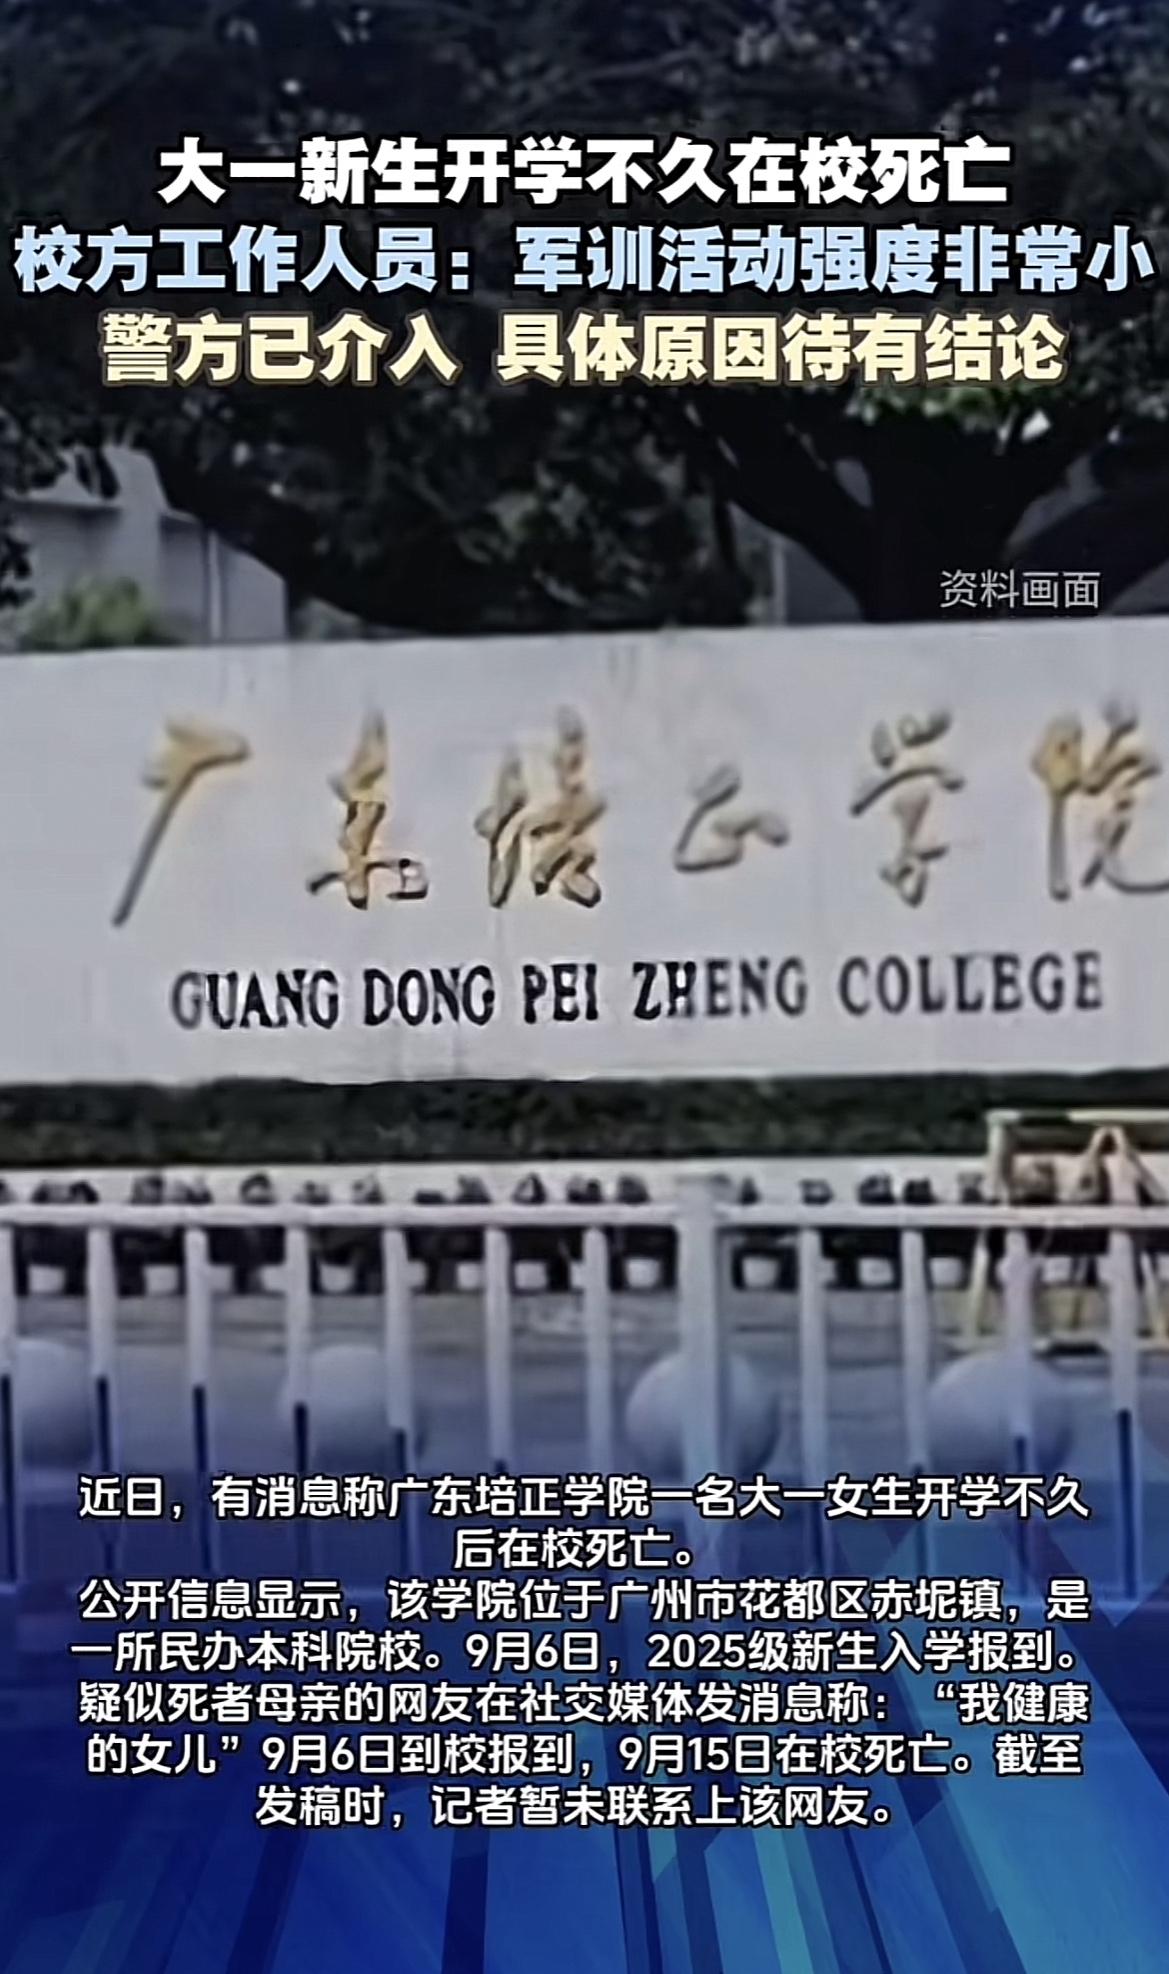 大一新生开学不久在校死亡
校方工作人员：军训活动强度非常小
警方已介入 具体原因待有结论
资料画面
广东培正学院
GUANG DONG PEI ZHENG COLLEGE
近日，有消息称广东培正学院一名大一女生开学不久
后在校死亡。
公开信息显示，该学院位于广州市花都区赤坭镇，是
一所民办本科院校。9月6日，2025级新生入学报到。
疑似死者母亲的网友在社交媒体发消息称：“我健康
的女儿”9月6日到校报到，9月15日在校死亡。截至
发稿时，记者暂未联系上该网友。